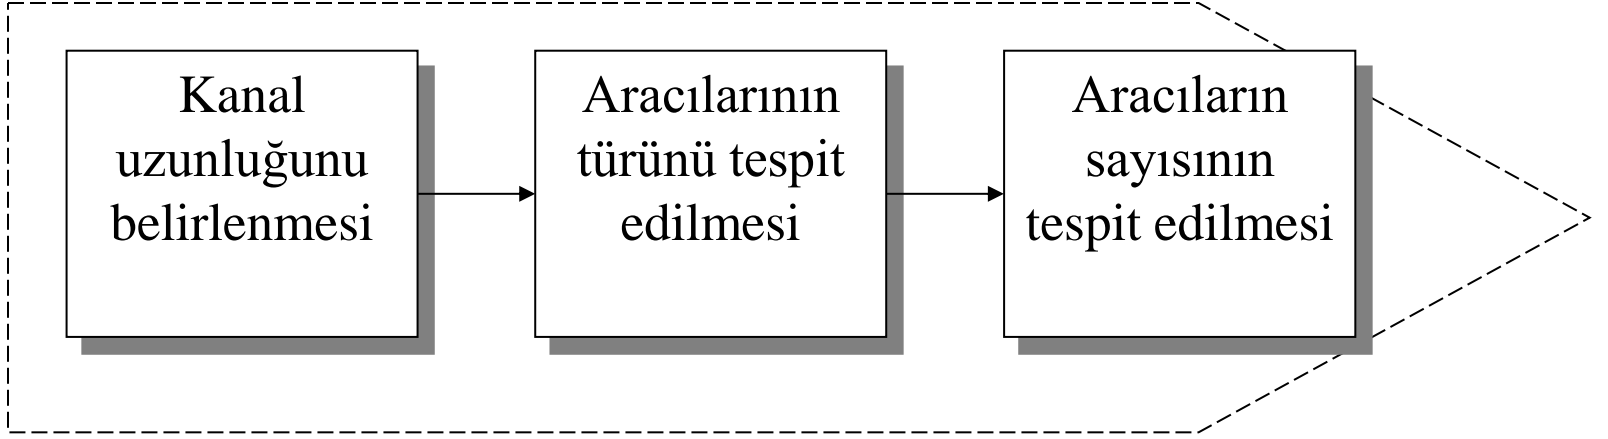 Kanal
uzunluğunu
belirlenmesi
Aracılarının
türünü tespit
edilmesi
Aracıların
sayısının
tespit edilmesi